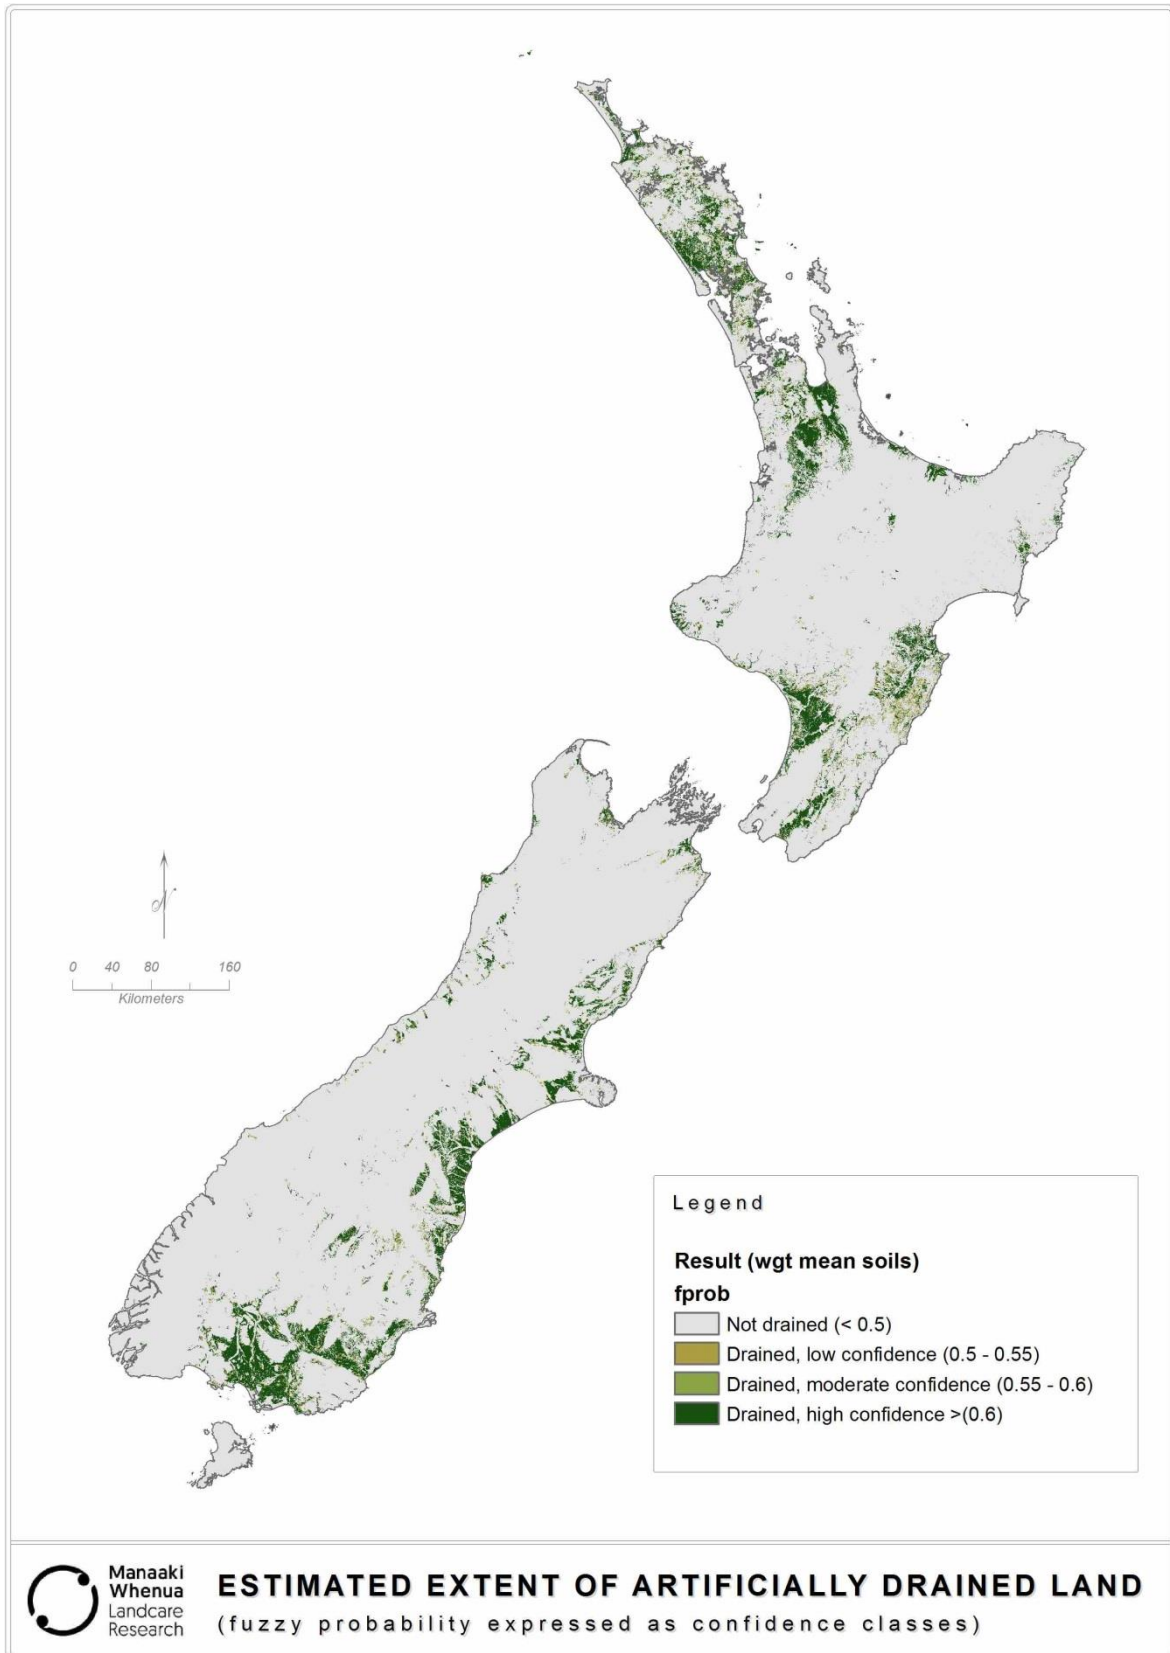 N
0 40 80 160
Kilometers
Legend
Result (wgt mean soils)
fprob
Not drained (< 0.5)
Drained, low confidence (0.5 - 0.55)
Drained, moderate confidence (0.55 - 0.6)
Drained, high confidence >(0.6)
Manaaki
Whenua
Landcare
Research
ESTIMATED EXTENT OF ARTIFICIALLY DRAINED LAND
(fuzzy probability expressed as confidence classes)